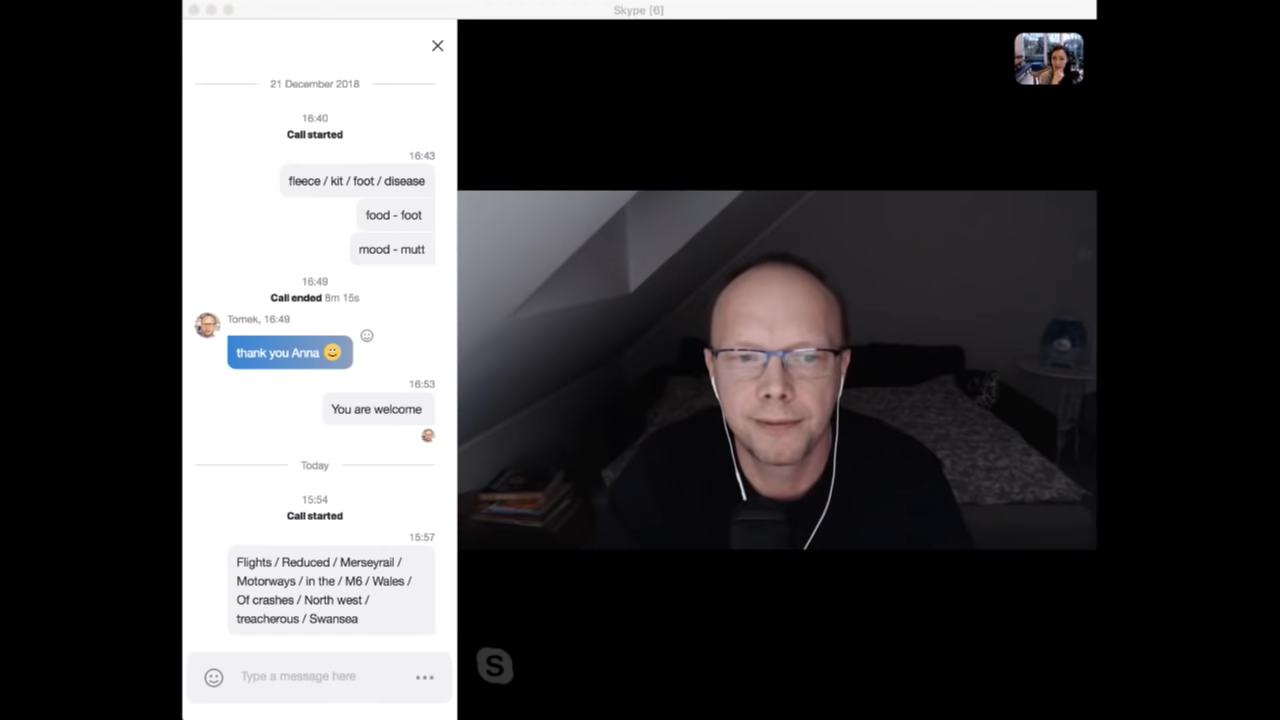 Skype [6]
21 December 2018
16:40
Call started
16:43
fleece / kit / foot / disease
food - foot
mood - mutt
16:49
Call ended 8m 15s
Tomek, 16:49
thank you Anna
16:53
You are welcome
Today
15:54
Call started
15:57
Flights / Reduced / Merseyrail /
Motorways / in the / M6 / Wales /
Of crashes / North west /
treacherous / Swansea
Type a message here
S